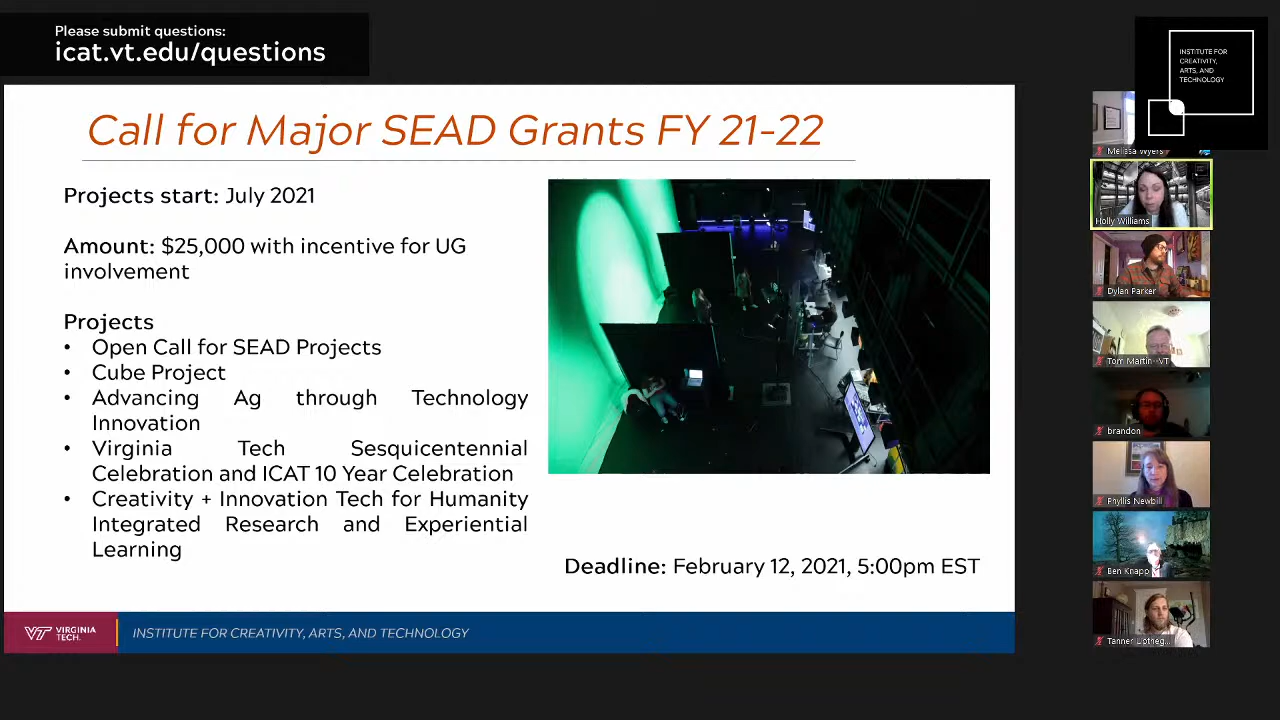 Please submit questions:
icat.vt.edu/questions
INSTITUTE FOR
CREATIVITY,
ARTS, AND
TECHNOLOGY
Call for Major SEAD Grants FY 21-22
Projects start: July 2021
Amount: $25,000 with incentive for UG
involvement
Projects
• Open Call for SEAD Projects
• Cube Project
• Advancing Ag through Technology
Innovation
• Virginia Tech Sesquicentennial
Celebration and ICAT 10 Year Celebration
• Creativity + Innovation Tech for Humanity
Integrated Research and Experiential
Learning
Deadline: February 12, 2021, 5:00pm EST
VT VIRGINIA
TECH.
INSTITUTE FOR CREATIVITY, ARTS, AND TECHNOLOGY
Melissa Wyers
Holly Williams
Dylan Parker
Tom Martin--VT
brandon
Phyllis Newbill
Ben Knapp
Tanner